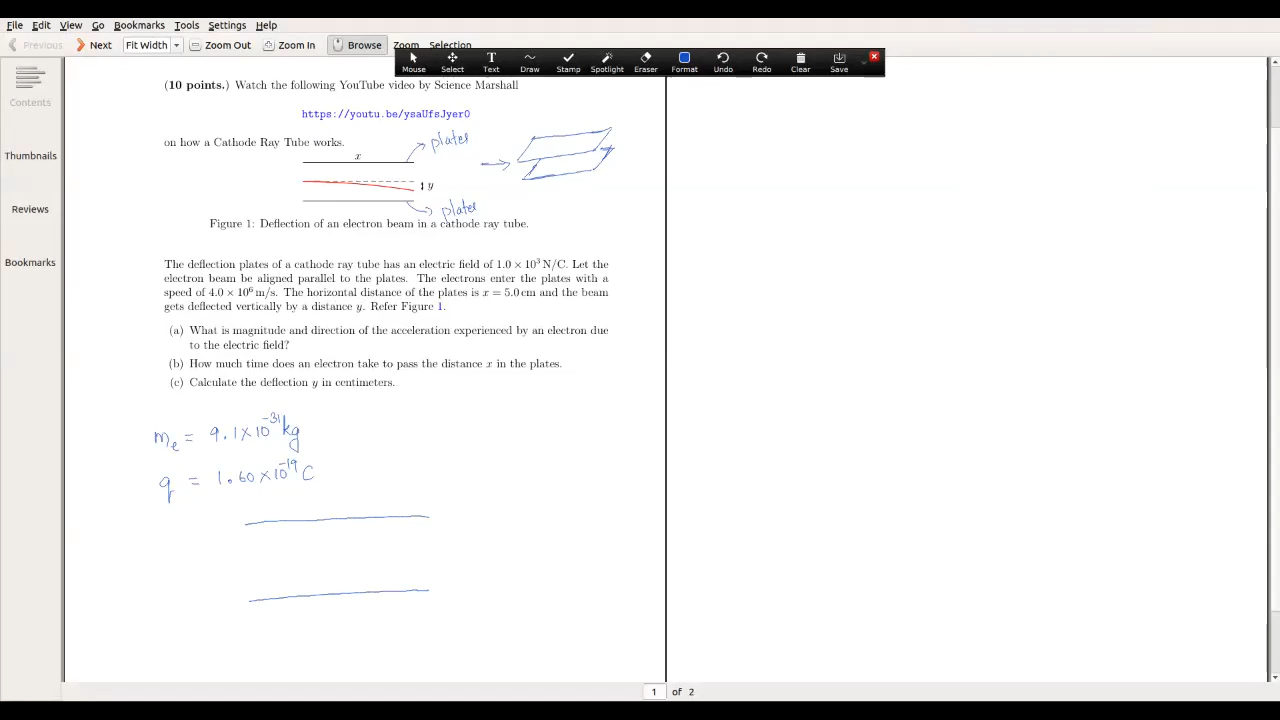 File Edit View Go Bookmarks Tools Settings Help
Previous Next Fit Width Zoom Out Zoom In Browse Zoom Selection
Mouse Select Text Draw Stamp Spotlight Eraser Format Undo Redo Clear Save
Contents
Thumbnails
Reviews
Bookmarks
(10 points.) Watch the following YouTube video by Science Marshall
https://youtu.be/ysaUfsJyer0
on how a Cathode Ray Tube works.
plates
x
y
plates
Figure 1: Deflection of an electron beam in a cathode ray tube.
The deflection plates of a cathode ray tube has an electric field of 1.0 × 10³ N/C. Let the
electron beam be aligned parallel to the plates. The electrons enter the plates with a
speed of 4.0 × 10⁶ m/s. The horizontal distance of the plates is x = 5.0 cm and the beam
gets deflected vertically by a distance y. Refer Figure 1.
(a) What is magnitude and direction of the acceleration experienced by an electron due
to the electric field?
(b) How much time does an electron take to pass the distance x in the plates.
(c) Calculate the deflection y in centimeters.
mₑ = 9.1×10⁻³¹ kg
q = 1.60×10⁻¹⁹ C
1 of 2